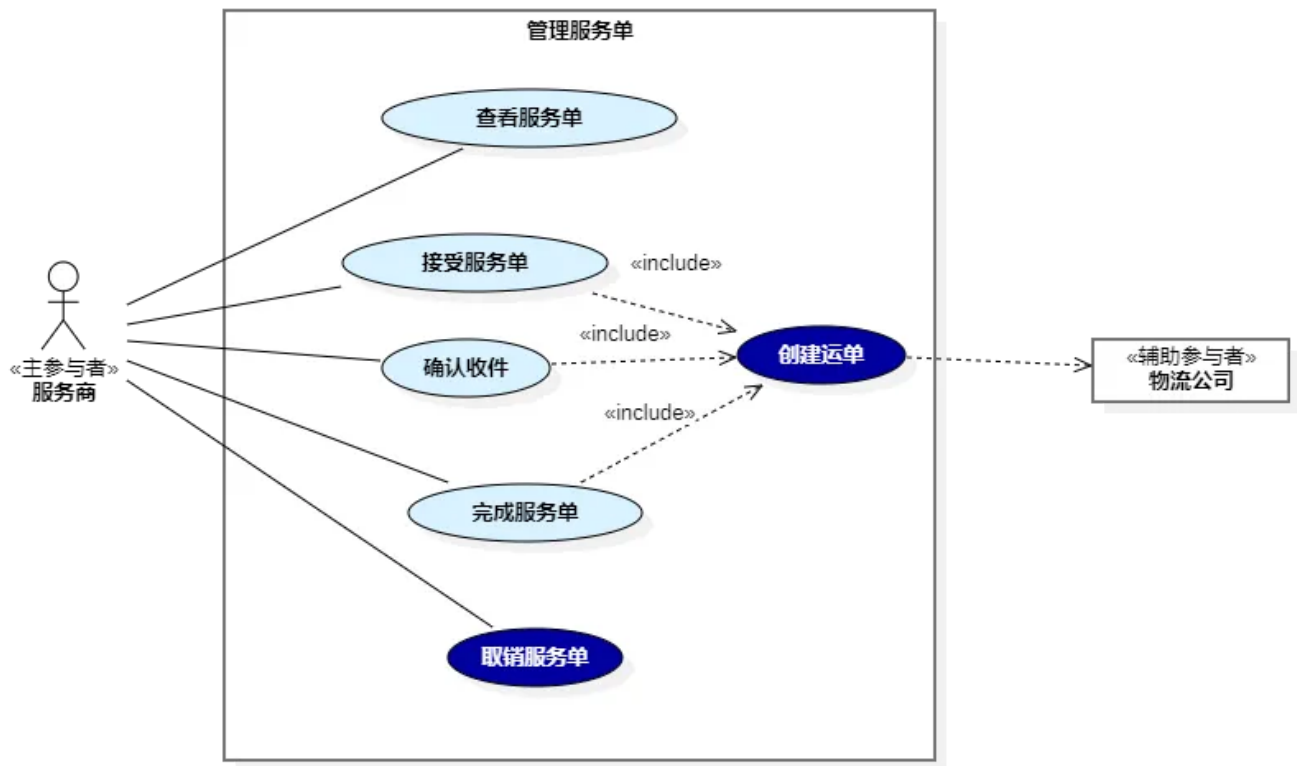 管理服务单
查看服务单
接受服务单
«include»
«include»
确认收件
创建运单
«主参与者»
服务商
«辅助参与者»
物流公司
«include»
完成服务单
取销服务单